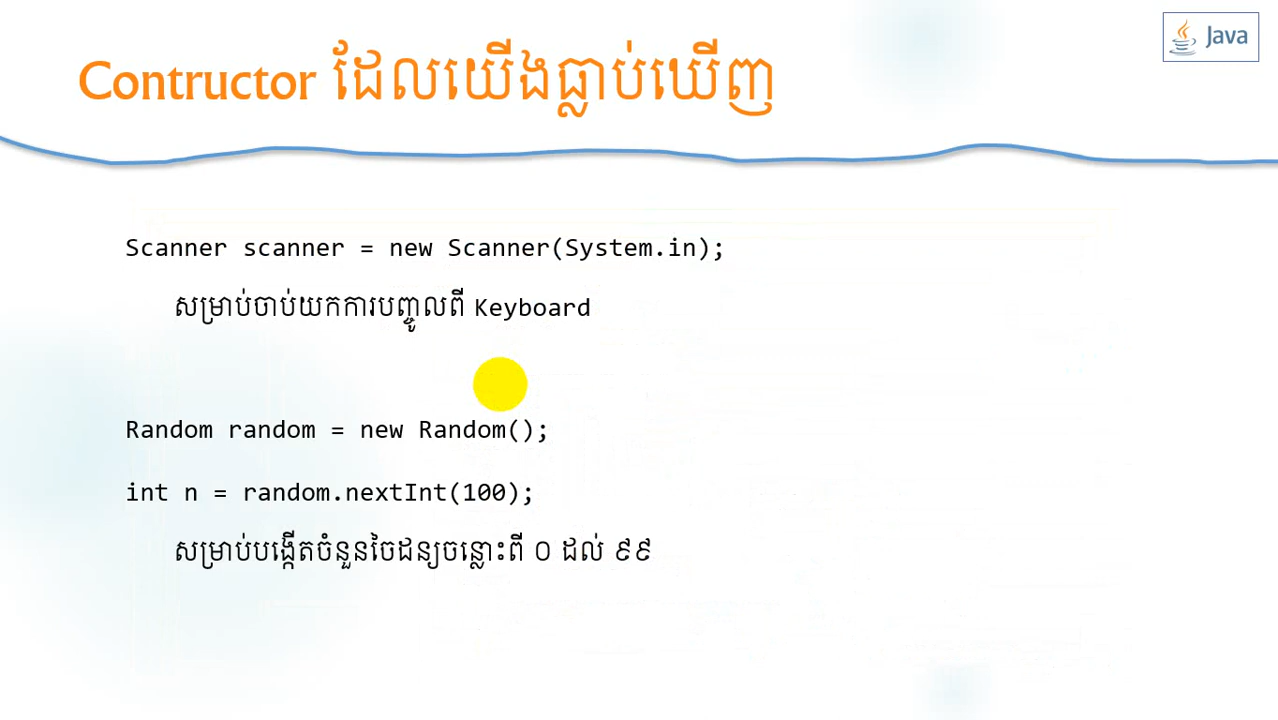 Java
Contructor ដែលយើងធ្លាប់ឃើញ
Scanner scanner = new Scanner(System.in);
សម្រាប់ចាប់យកការបញ្ចូលពី Keyboard
Random random = new Random();
int n = random.nextInt(100);
សម្រាប់បង្កើតចំនួនចៃដន្យចន្លោះពី ០ ដល់ ៩៩